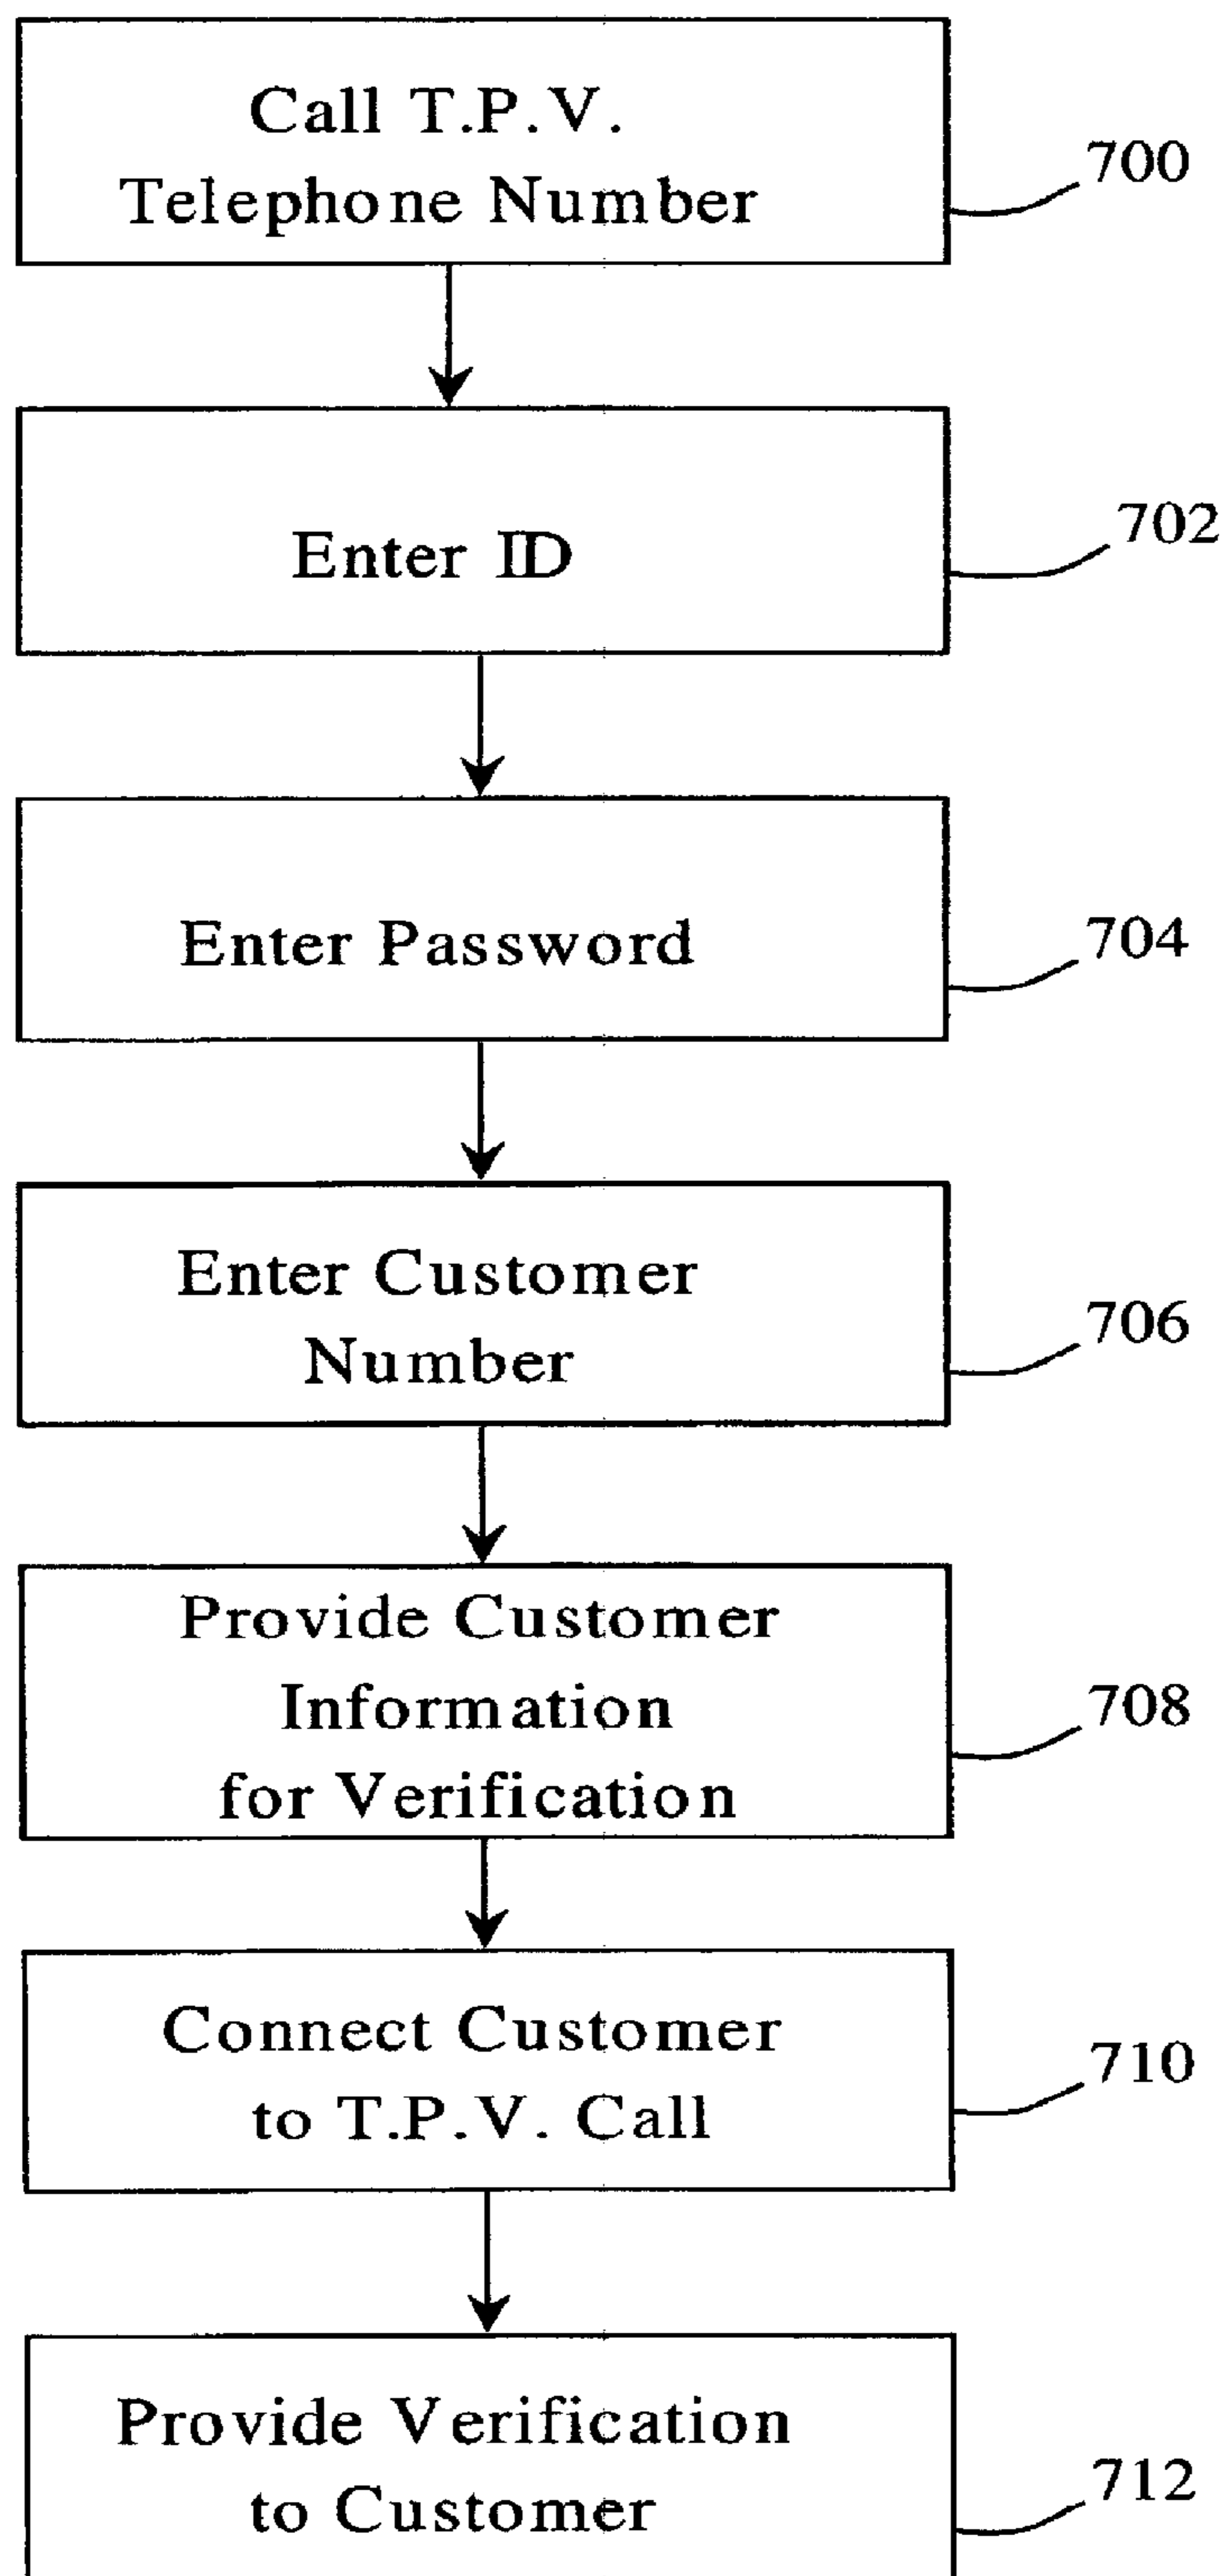 Call T.P.V.
Telephone Number
700
Enter ID
702
Enter Password
704
Enter Customer
Number
706
Provide Customer
Information
for Verification
708
Connect Customer
to T.P.V. Call
710
Provide Verification
to Customer
712